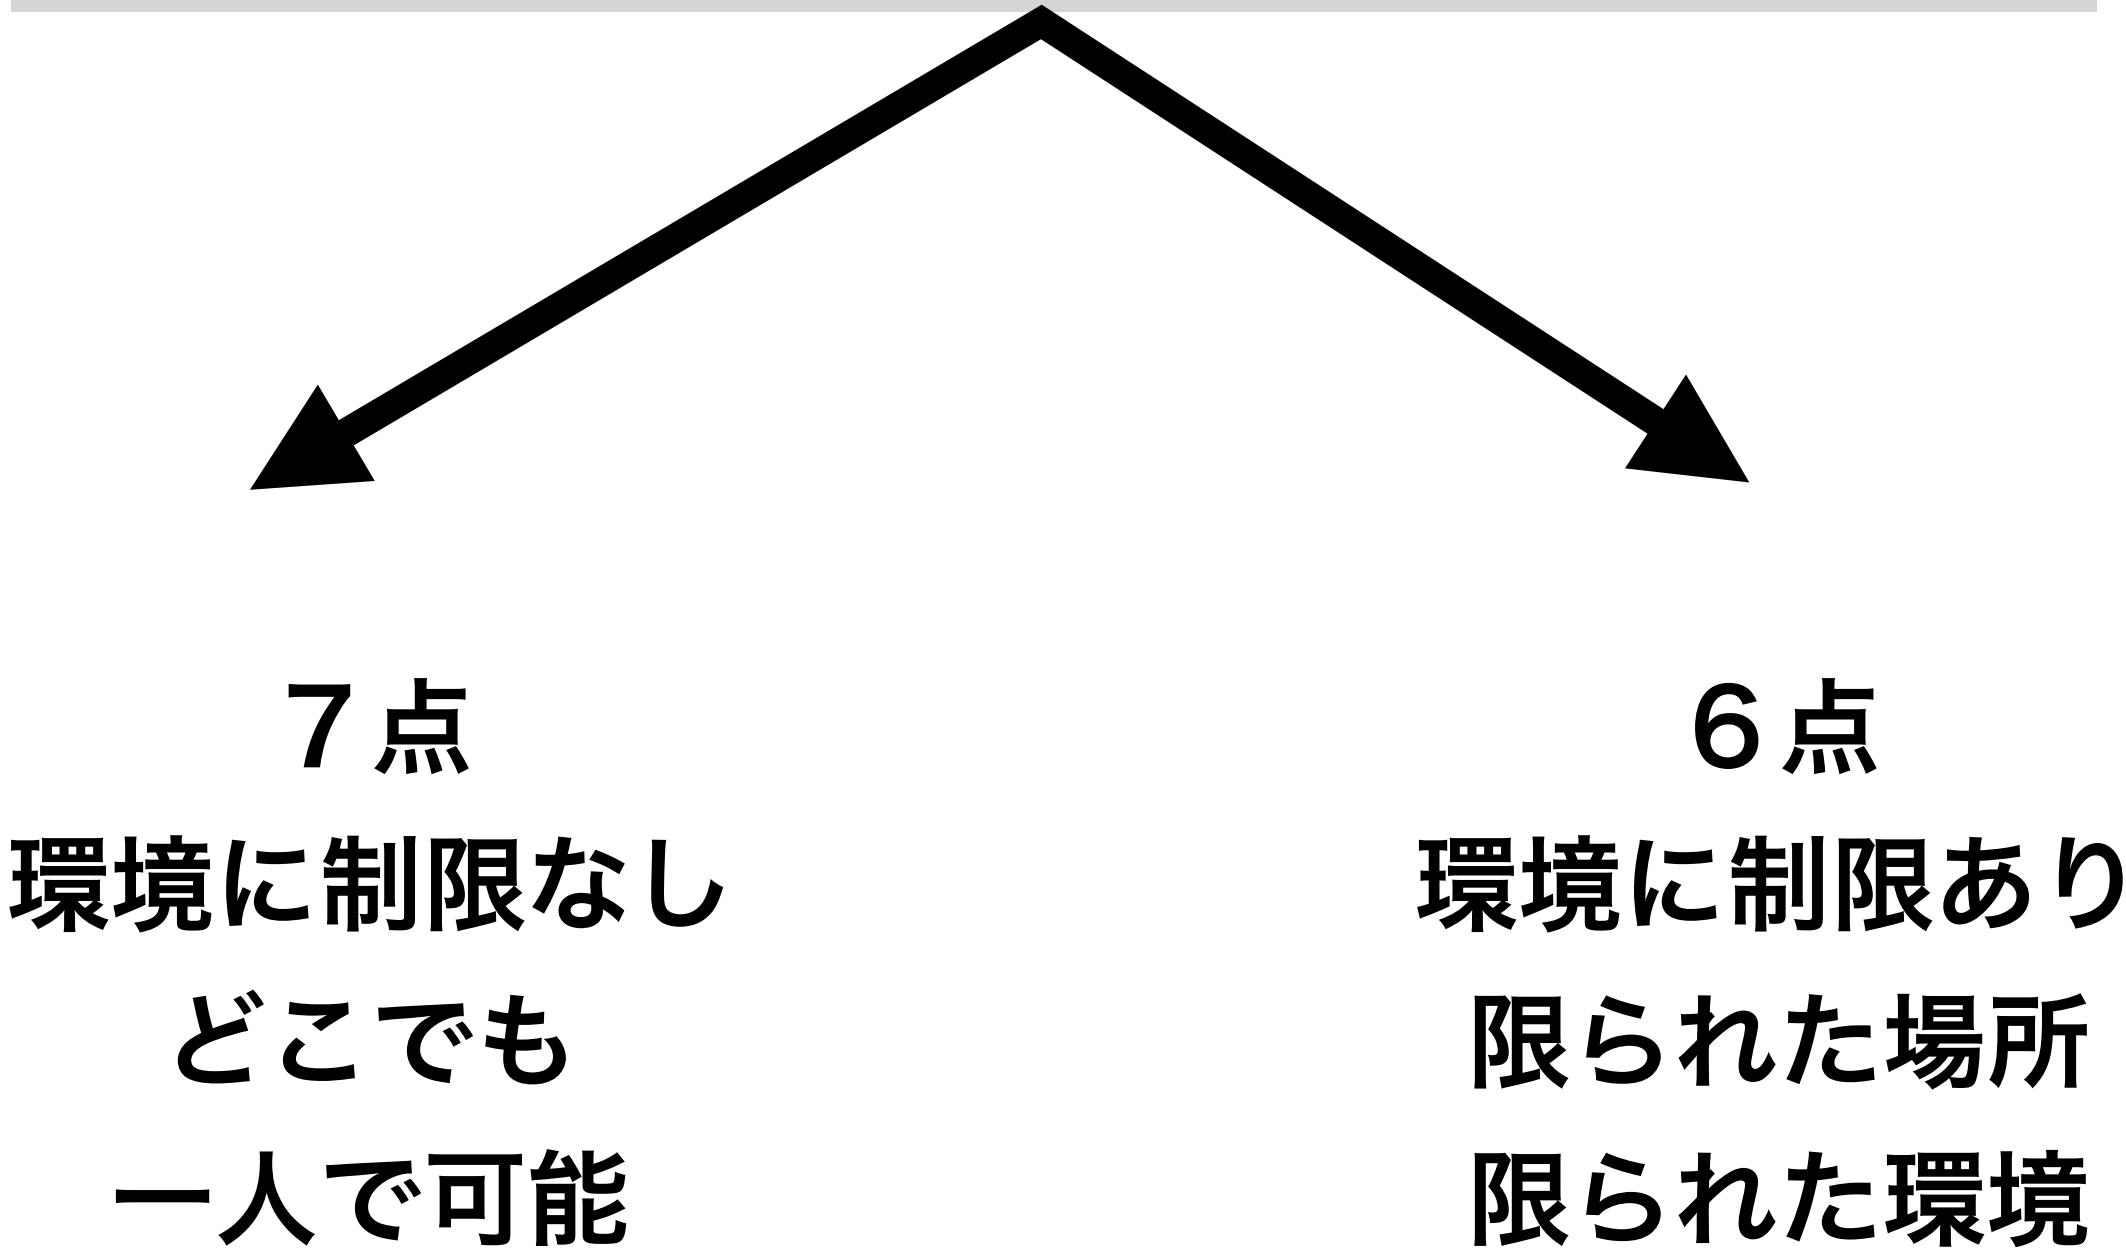 ７点
環境に制限なし
どこでも
一人で可能
６点
環境に制限あり
限られた場所
限られた環境